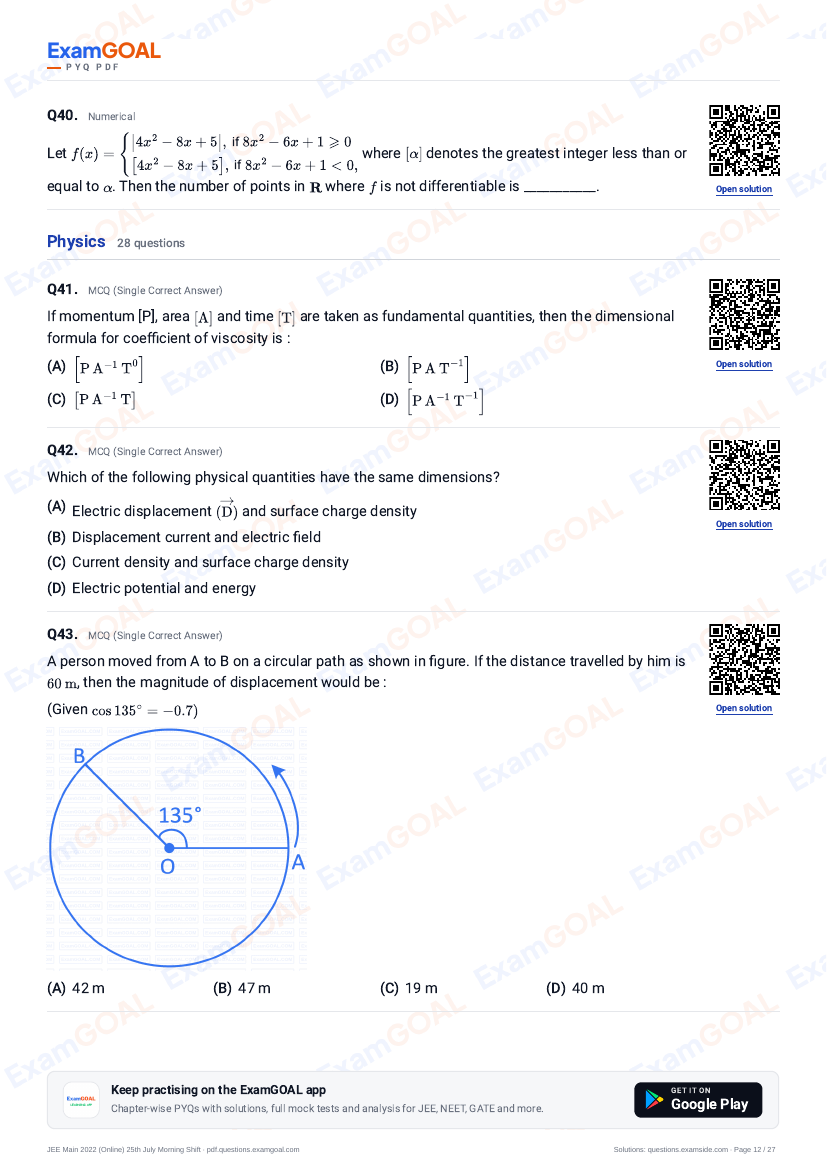 ExamGOAL
PYQ PDF
Q40. Numerical
Let f(x) = { |4x² − 8x + 5|, if 8x² − 6x + 1 ⩾ 0
[4x² − 8x + 5], if 8x² − 6x + 1 < 0, where [α] denotes the greatest integer less than or
equal to α. Then the number of points in R where f is not differentiable is ___________.
Open solution
Physics 28 questions
Q41. MCQ (Single Correct Answer)
If momentum [P], area [A] and time [T] are taken as fundamental quantities, then the dimensional
formula for coefficient of viscosity is :
(A) [P A⁻¹ T⁰] (B) [P A T⁻¹]
(C) [P A⁻¹ T] (D) [P A⁻¹ T⁻¹]
Open solution
Q42. MCQ (Single Correct Answer)
Which of the following physical quantities have the same dimensions?
(A) Electric displacement (D⃗) and surface charge density
(B) Displacement current and electric field
(C) Current density and surface charge density
(D) Electric potential and energy
Open solution
Q43. MCQ (Single Correct Answer)
A person moved from A to B on a circular path as shown in figure. If the distance travelled by him is
60 m, then the magnitude of displacement would be :
(Given cos 135° = −0.7)
Open solution
B
135°
O
A
(A) 42 m (B) 47 m (C) 19 m (D) 40 m
Keep practising on the ExamGOAL app
Chapter-wise PYQs with solutions, full mock tests and analysis for JEE, NEET, GATE and more.
GET IT ON
Google Play
JEE Main 2022 (Online) 25th July Morning Shift · pdf.questions.examgoal.com
Solutions: questions.examside.com · Page 12 / 27